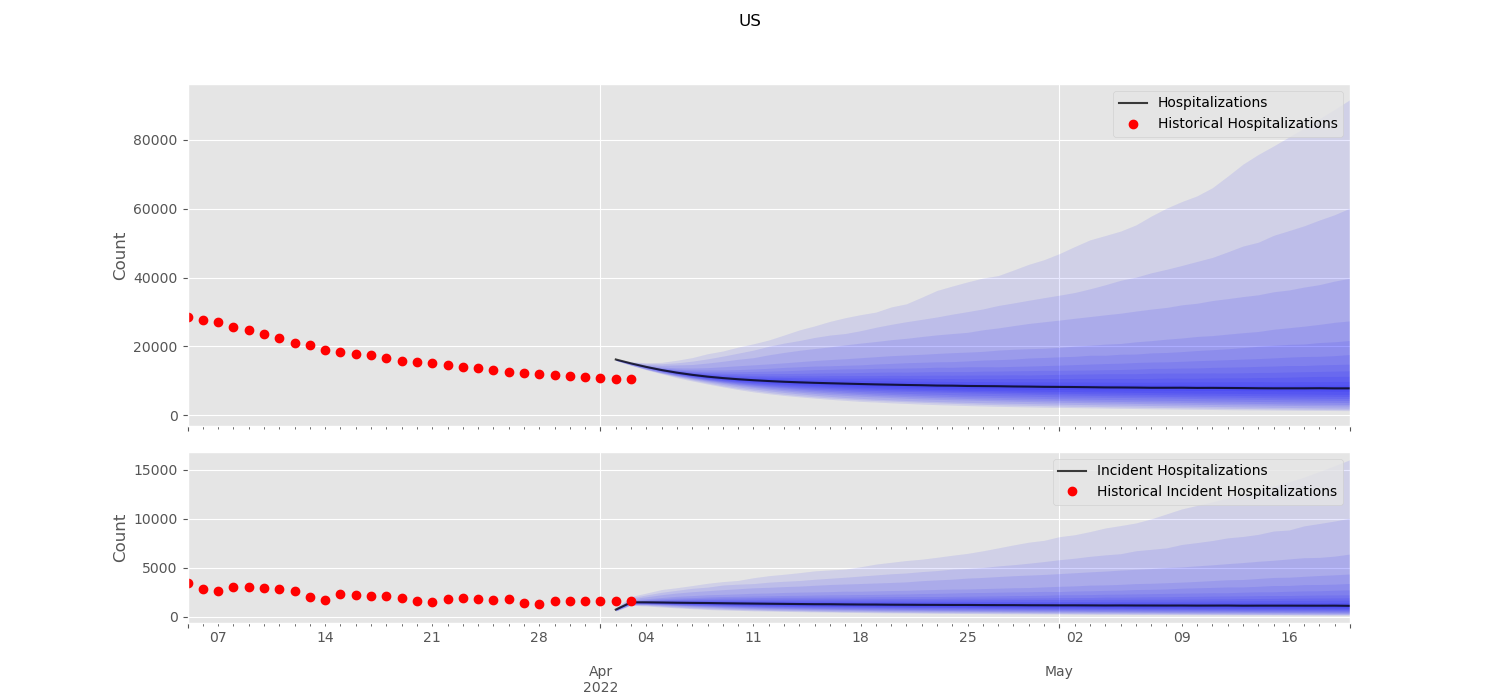 US
Hospitalizations
Historical Hospitalizations
80000
60000
40000
20000
0
Count
Incident Hospitalizations
Historical Incident Hospitalizations
15000
10000
5000
0
Count
07 14 21 28 04 11 18 25 02 09 16
Apr May
2022